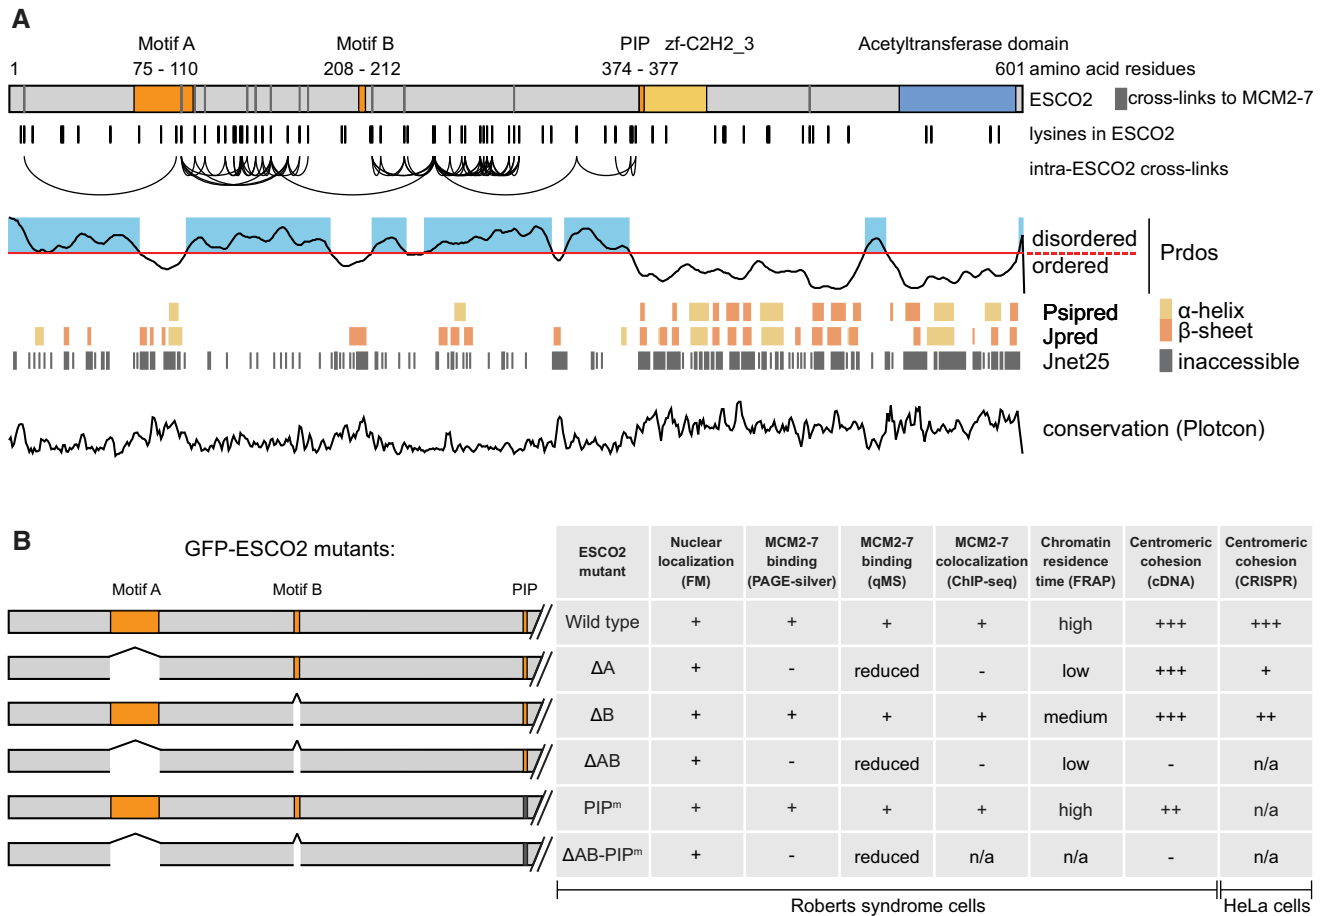 A
Motif A
Motif B
PIP
zf-C2H2_3
Acetyltransferase domain
1
75 - 110
208 - 212
374 - 377
601 amino acid residues
ESCO2
cross-links to MCM2-7
lysines in ESCO2
intra-ESCO2 cross-links
disordered
ordered
Prdos
Psipred
Jpred
Jnet25
α-helix
β-sheet
inaccessible
conservation (Plotcon)
B
GFP-ESCO2 mutants:
Motif A
Motif B
PIP
ESCO2 mutant
Nuclear localization (FM)
MCM2-7 binding (PAGE-silver)
MCM2-7 binding (qMS)
MCM2-7 colocalization (ChIP-seq)
Chromatin residence time (FRAP)
Centromeric cohesion (cDNA)
Centromeric cohesion (CRISPR)
Wild type + + + + high +++ +++
ΔA + - reduced - low +++ +
ΔB + + + + medium +++ ++
ΔAB + - reduced - low - n/a
PIPᵐ + + + + high ++ n/a
ΔAB-PIPᵐ + - reduced n/a n/a - n/a
Roberts syndrome cells
HeLa cells